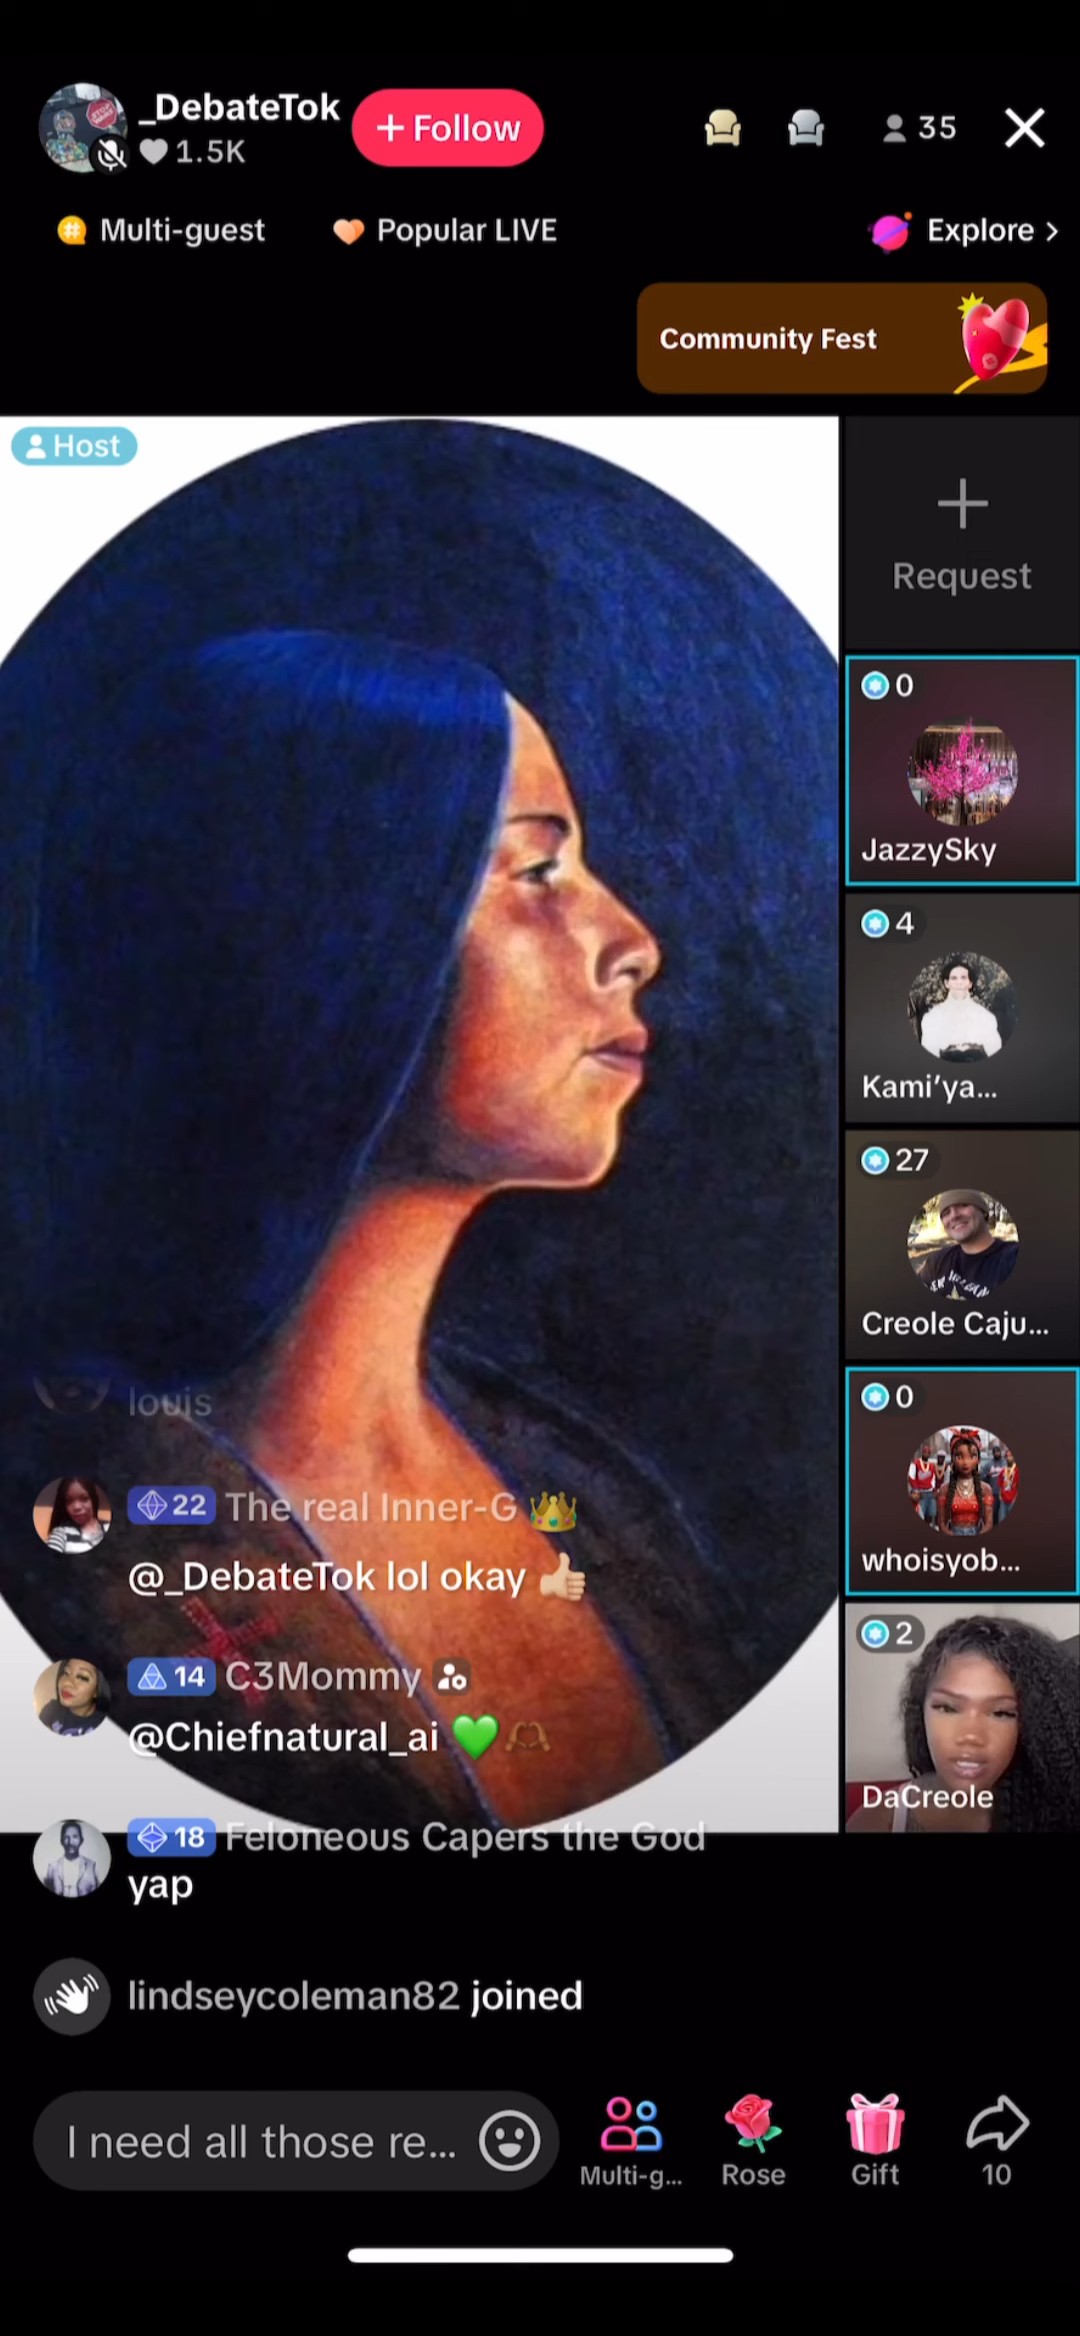 _DebateTok
1.5K
+ Follow
35
Multi-guest
Popular LIVE
Explore >
Community Fest
Host
Request
0
JazzySky
4
Kami'ya...
27
Creole Caju...
0
whoisyob...
2
DaCreole
louis
22 The real Inner-G 👑
@_DebateTok lol okay 👍🏼
14 C3Mommy
@Chiefnatural_ai 💚🫶🏾
18 Feloneous Capers the God
yap
lindseycoleman82 joined
I need all those re...
Multi-g...
Rose
Gift
10